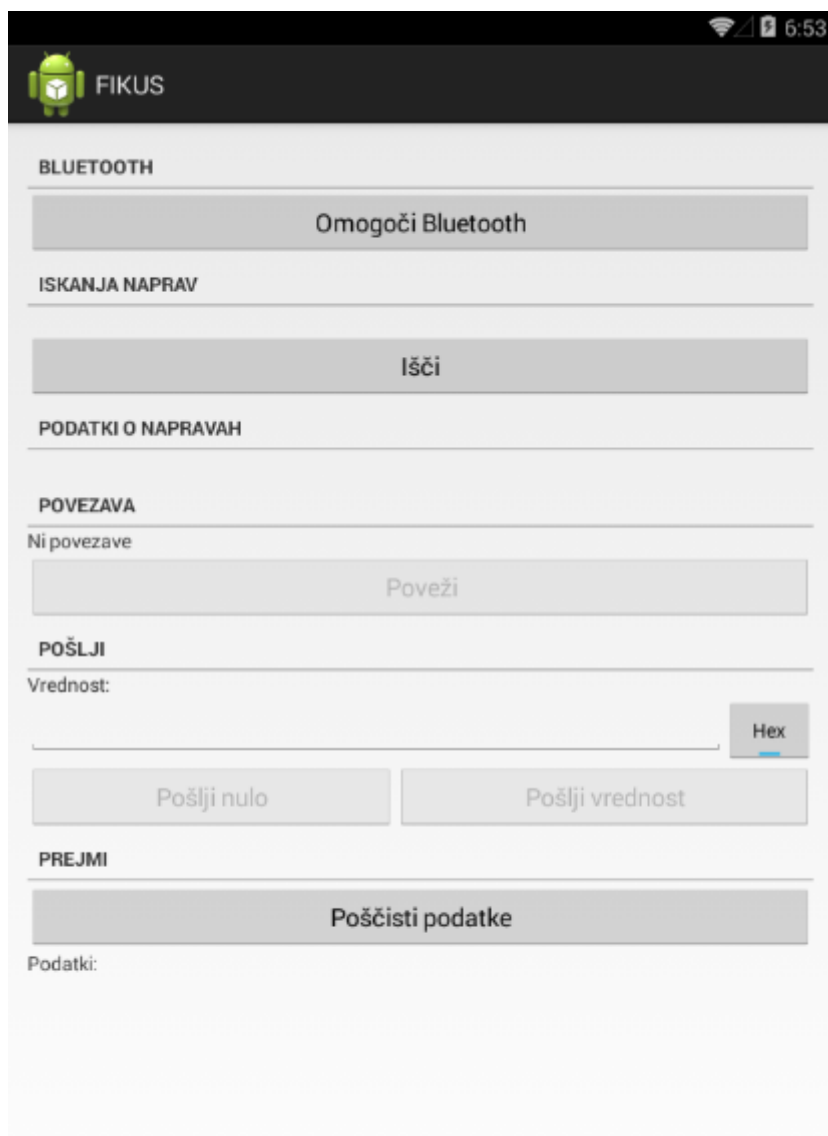 6:53
FIKUS
BLUETOOTH
Omogoči Bluetooth
ISKANJA NAPRAV
Išči
PODATKI O NAPRAVAH
POVEZAVA
Ni povezave
Poveži
POŠLJI
Vrednost:
Hex
Pošlji nulo
Pošlji vrednost
PREJMI
Poščisti podatke
Podatki: